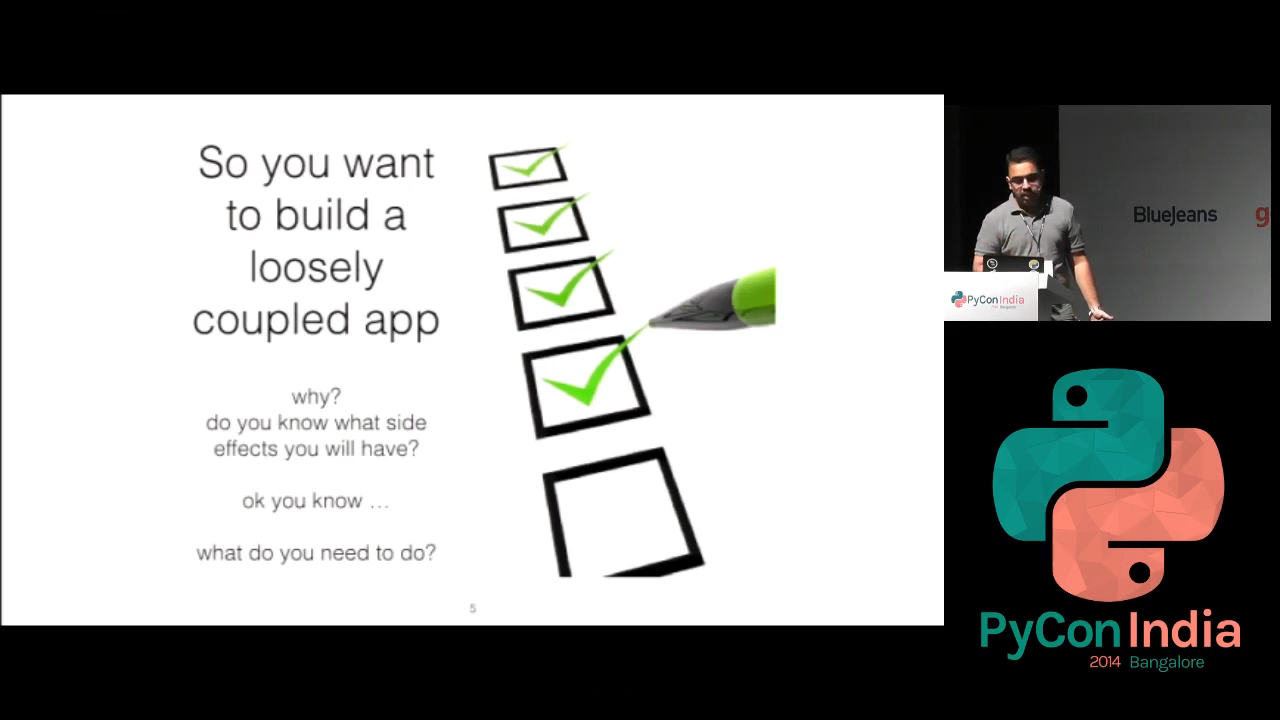 So you want
to build a
loosely
coupled app
why?
do you know what side
effects you will have?
ok you know …
what do you need to do?
5
BlueJeans
g
PyCon India
PyCon India
2014 Bangalore